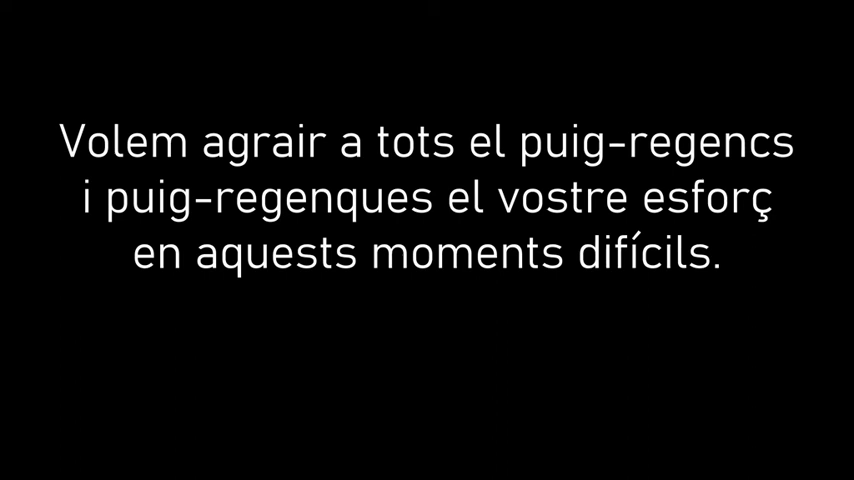 Volem agrair a tots el puig-regencs
i puig-regenques el vostre esforç
en aquests moments difícils.